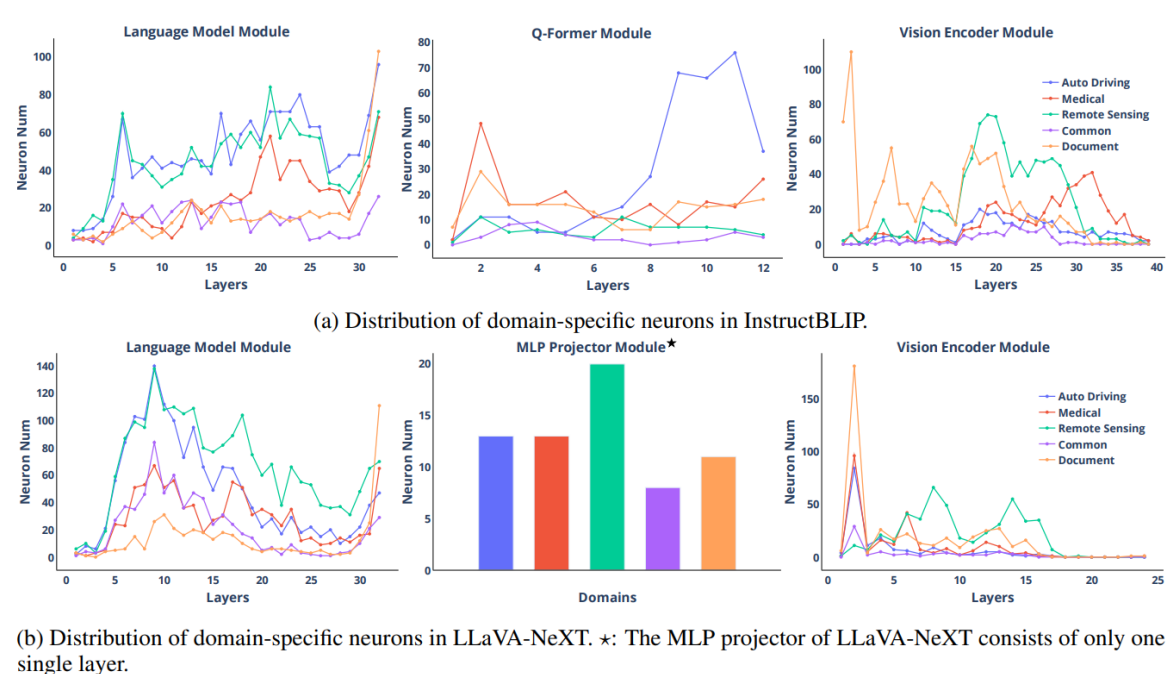 Language Model Module
Neuron Num
100
80
60
40
20
0
0 5 10 15 20 25 30
Layers
Q-Former Module
Neuron Num
80
70
60
50
40
30
20
10
0
2 4 6 8 10 12
Layers
Vision Encoder Module
Neuron Num
100
80
60
40
20
0
0 5 10 15 20 25 30 35 40
Layers
Auto Driving
Medical
Remote Sensing
Common
Document
(a) Distribution of domain-specific neurons in InstructBLIP.
Language Model Module
Neuron Num
140
120
100
80
60
40
20
0
0 5 10 15 20 25 30
Layers
MLP Projector Module★
Neuron Num
20
15
10
5
0
Domains
Vision Encoder Module
Neuron Num
150
100
50
0
0 5 10 15 20 25
Layers
Auto Driving
Medical
Remote Sensing
Common
Document
(b) Distribution of domain-specific neurons in LLaVA-NeXT. ⋆: The MLP projector of LLaVA-NeXT consists of only one
single layer.